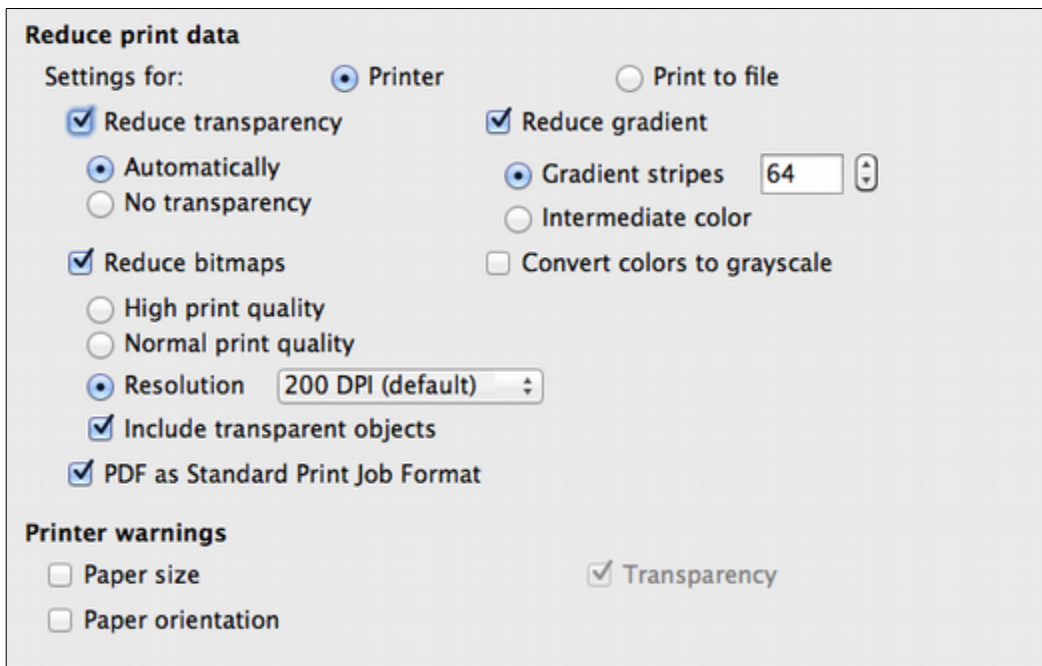 Reduce print data
Settings for: Printer Print to file
Reduce transparency Reduce gradient
Automatically Gradient stripes 64
No transparency Intermediate color
Reduce bitmaps Convert colors to grayscale
High print quality
Normal print quality
Resolution 200 DPI (default)
Include transparent objects
PDF as Standard Print Job Format
Printer warnings
Paper size Transparency
Paper orientation